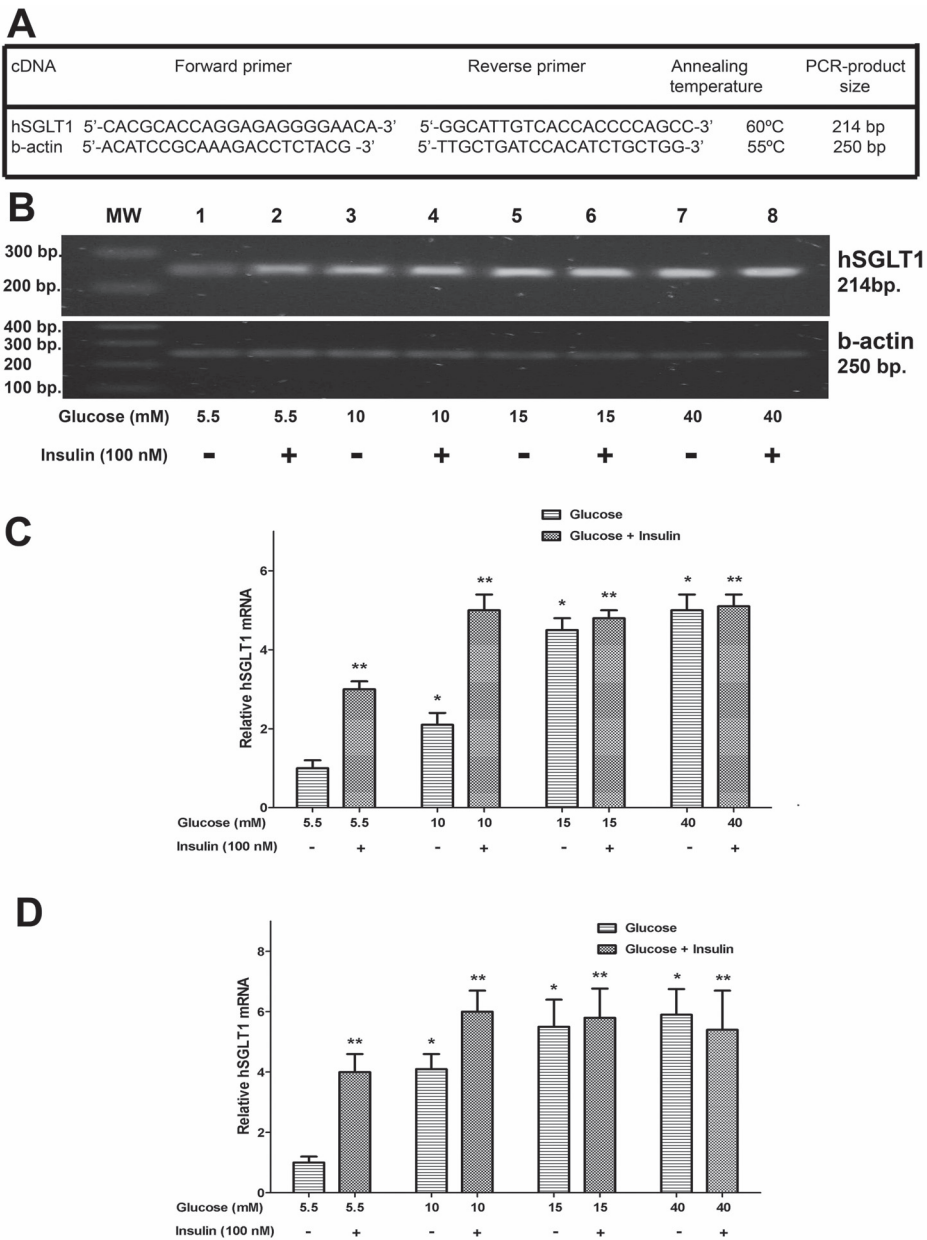 A
cDNA Forward primer Reverse primer Annealing temperature PCR-product size
hSGLT1 5'-CACGCACCAGGAGAGGGGAACA-3' 5'-GGCATTGTCACCACCCCAGCC-3' 60ºC 214 bp
b-actin 5'-ACATCCGCAAAGACCTCTACG -3' 5'-TTGCTGATCCACATCTGCTGG-3' 55ºC 250 bp
B
MW 1 2 3 4 5 6 7 8
300 bp.
200 bp.
hSGLT1
214bp.
400 bp.
300 bp.
200
100 bp.
b-actin
250 bp.
Glucose (mM) 5.5 5.5 10 10 15 15 40 40
Insulin (100 nM) - + - + - + - +
C
Glucose
Glucose + Insulin
Relative hSGLT1 mRNA
6
4
2
0
** * ** * ** * **
Glucose (mM) 5.5 5.5 10 10 15 15 40 40
Insulin (100 nM) - + - + - + - +
D
Glucose
Glucose + Insulin
Relative hSGLT1 mRNA
8
6
4
2
0
** * ** * ** * **
Glucose (mM) 5.5 5.5 10 10 15 15 40 40
Insulin (100 nM) - + - + - + - +